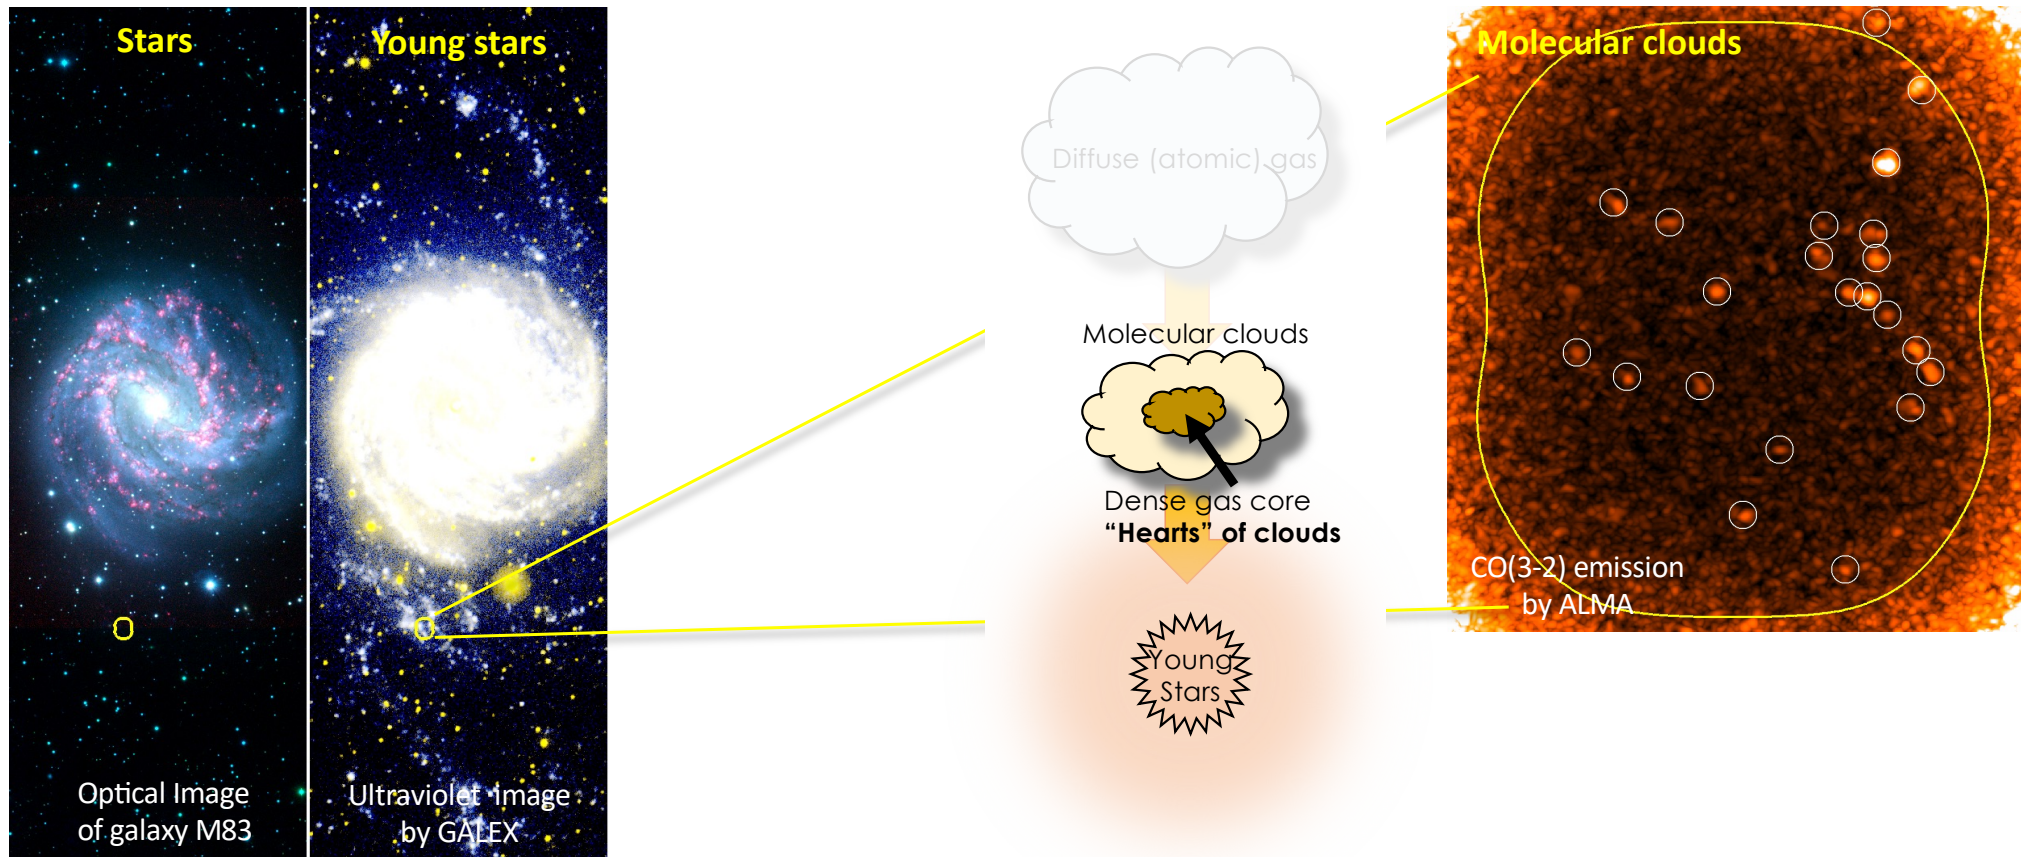 Stars
Optical Image
of galaxy M83
Young stars
Ultraviolet image
by GALEX
Diffuse (atomic) gas
Molecular clouds
Dense gas core
“Hearts” of clouds
Young
Stars
Molecular clouds
CO(3-2) emission
by ALMA